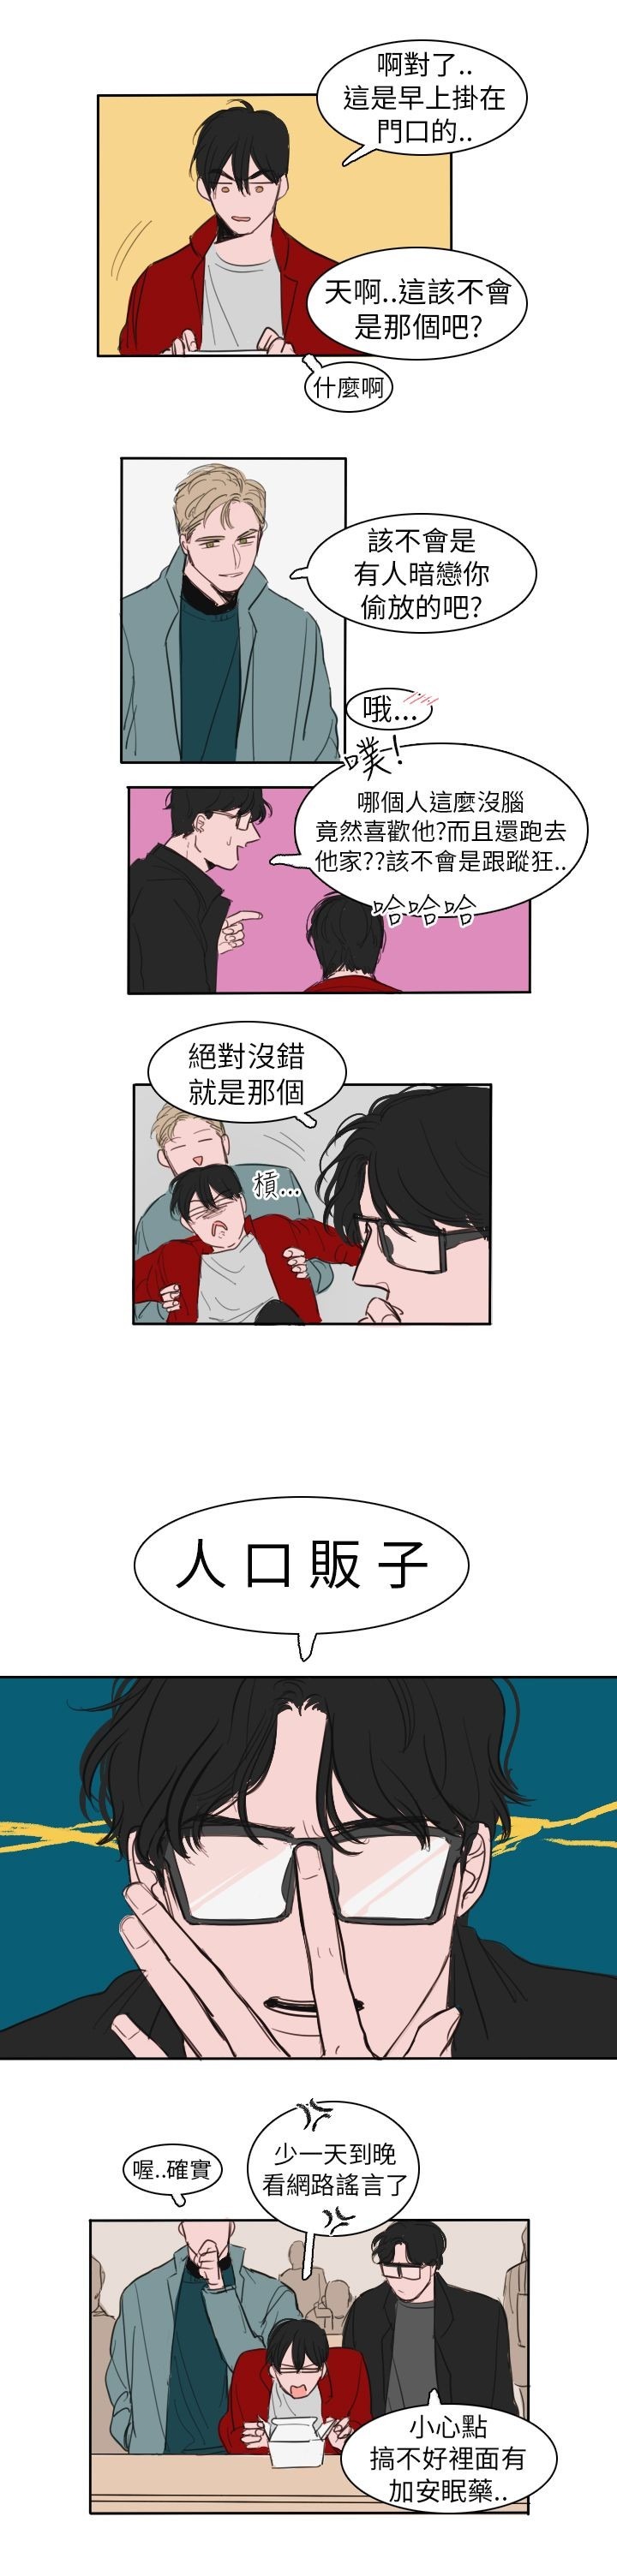 啊對了..
這是早上掛在
門口的..
天啊..這該不會
是那個吧?
什麼啊
該不會是
有人暗戀你
偷放的吧?
哦...
噗-!
哪個人這麼沒腦
竟然喜歡他?而且還跑去
他家??該不會是跟蹤狂..
哈哈哈
絕對沒錯
就是那個
槓...
人口販子
喔..確實
少一天到晚
看網路謠言了
小心點
搞不好裡面有
加安眠藥..